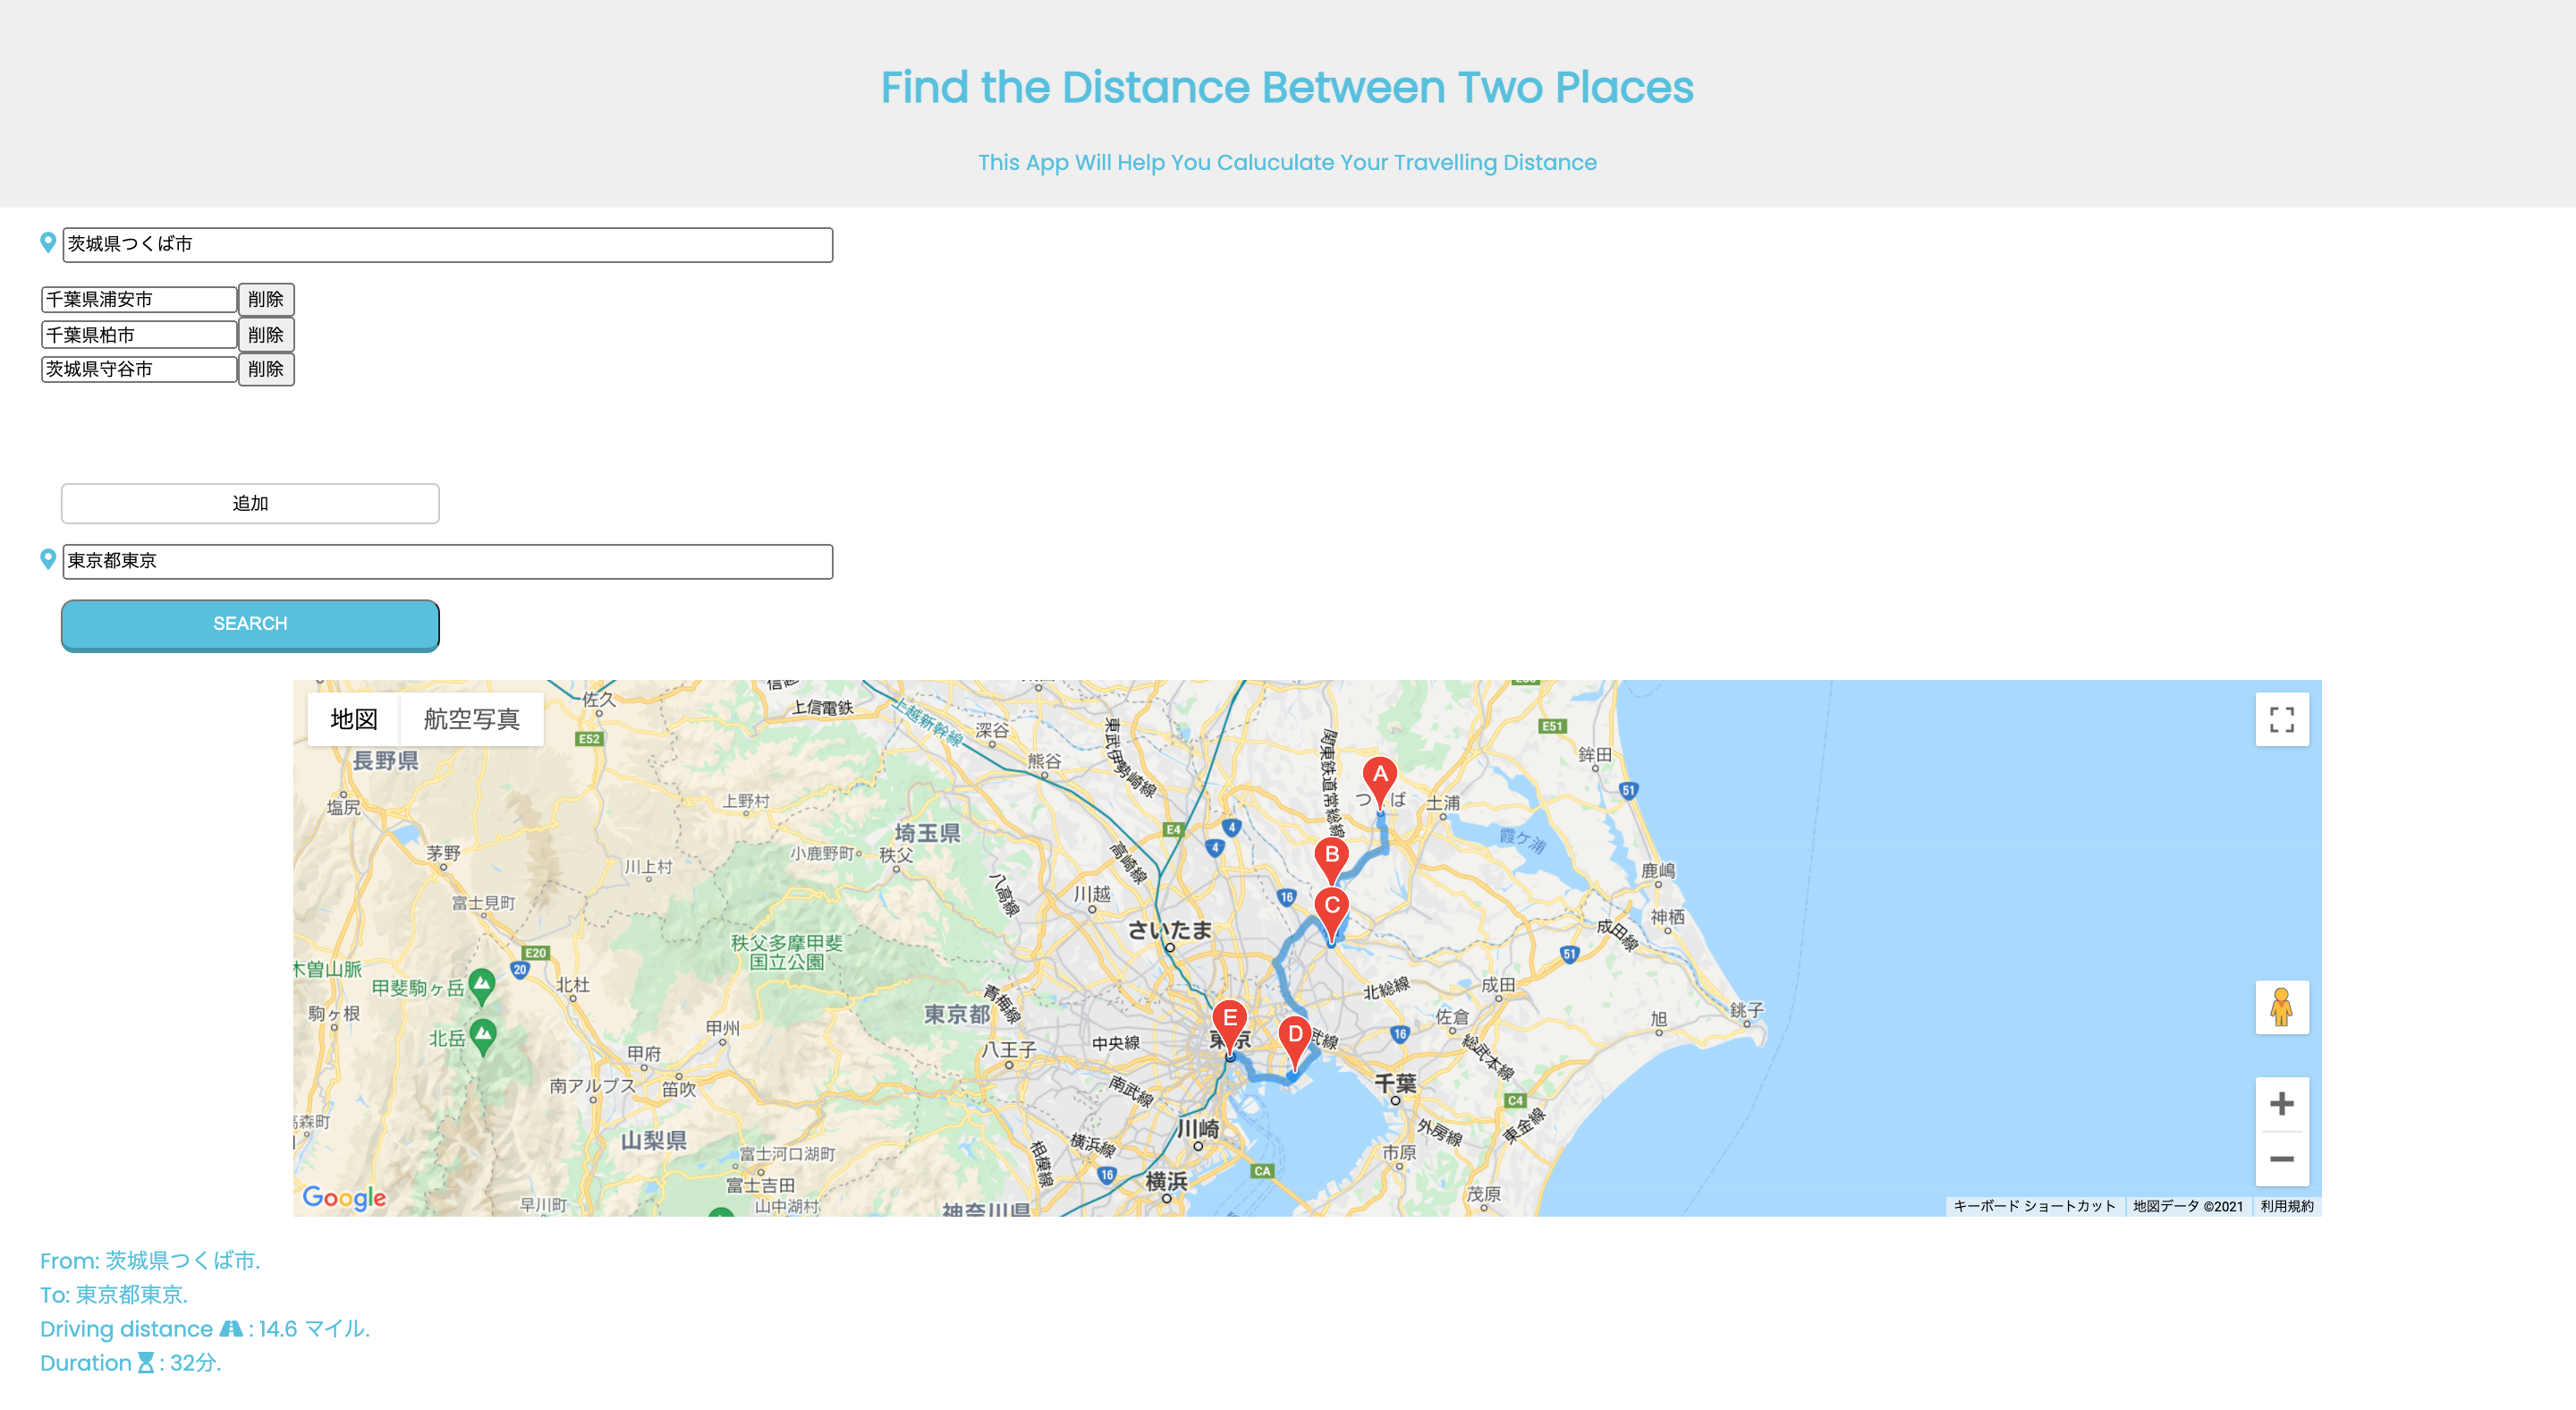 Find the Distance Between Two Places
This App Will Help You Caluculate Your Travelling Distance
茨城県つくば市
千葉県浦安市 削除
千葉県柏市 削除
茨城県守谷市 削除
追加
東京都東京
SEARCH
地図 航空写真
佐久
上信電鉄
上越新幹線
深谷
東武伊勢崎線
関東鉄道常総線
E51
鉾田
E52
長野県
熊谷
A
51
塩尻
上野村
つくば
土浦
埼玉県
E4
4
4
霞ケ浦
茅野
川上村
小鹿野町
秩父
高崎線
B
鹿嶋
富士見町
八高線
川越
16
C
神栖
さいたま
成田線
秩父多摩甲斐
国立公園
E20
20
51
木曽山脈
甲斐駒ヶ岳
北杜
青梅線
北総線
成田
駒ヶ根
東京都
E
D
佐倉
旭
銚子
北岳
甲州
東京
武線
16
甲府
八王子
中央線
総武本線
南アルプス
笛吹
南武線
千葉
C4
高森町
山梨県
川崎
外房線
東金線
富士河口湖町
相模線
横浜線
市原
16
CA
富士吉田
横浜
早川町
山中湖村
神奈川県
茂原
Google
キーボード ショートカット 地図データ ©2021 利用規約
From: 茨城県つくば市.
To: 東京都東京.
Driving distance : 14.6 マイル.
Duration : 32分.